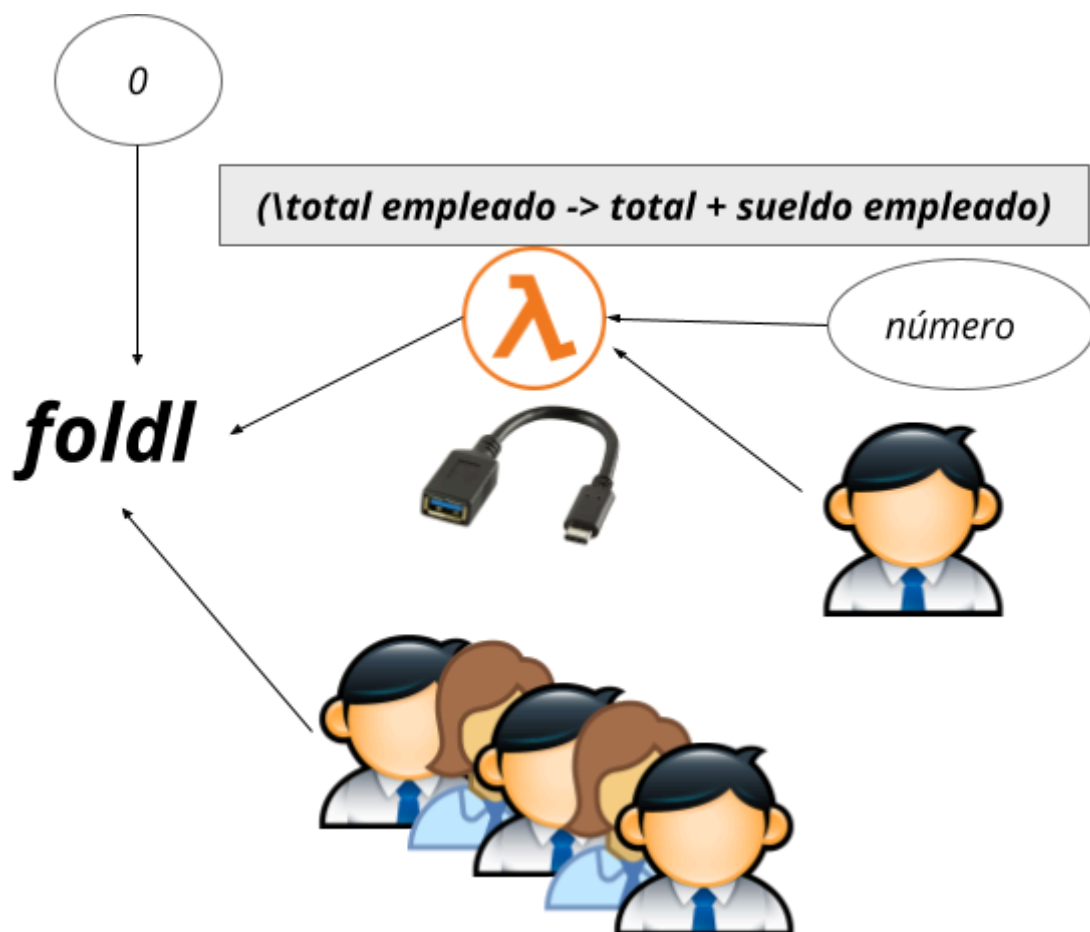 0
(\total empleado -> total + sueldo empleado)
λ
número
foldl